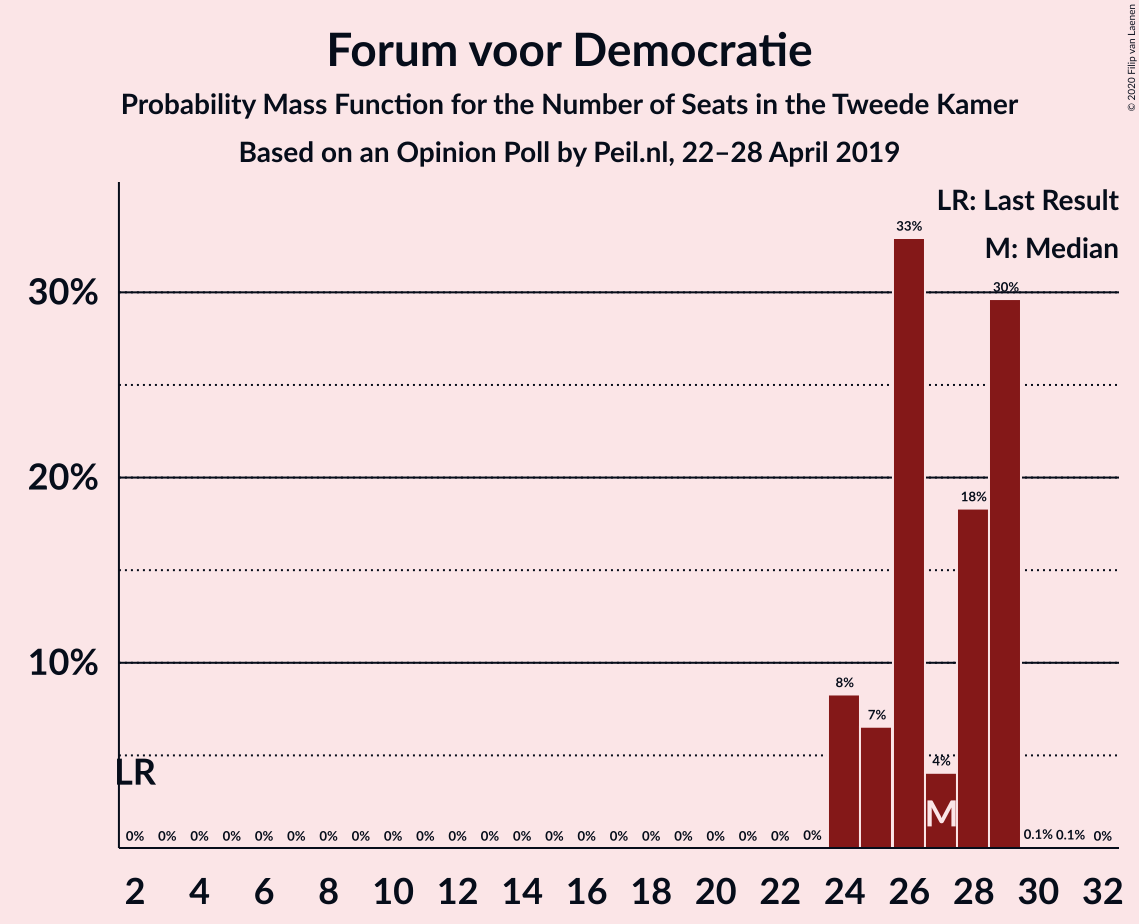 Forum voor Democratie
Probability Mass Function for the Number of Seats in the Tweede Kamer
Based on an Opinion Poll by Peil.nl, 22–28 April 2019
© 2020 Filip van Laenen
LR: Last Result
M: Median
30%
20%
10%
33%
30%
18%
8%
7%
4%
LR
M
0% 0% 0% 0% 0% 0% 0% 0% 0% 0% 0% 0% 0% 0% 0% 0% 0% 0% 0% 0% 0% 0% 0.1% 0.1% 0%
2 4 6 8 10 12 14 16 18 20 22 24 26 28 30 32